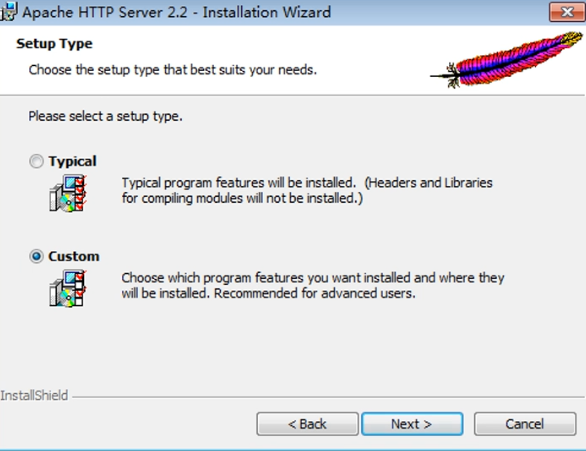 Apache HTTP Server 2.2 - Installation Wizard
Setup Type
Choose the setup type that best suits your needs.
Please select a setup type.
Typical
Typical program features will be installed. (Headers and Libraries
for compiling modules will not be installed.)
Custom
Choose which program features you want installed and where they
will be installed. Recommended for advanced users.
InstallShield
< Back
Next >
Cancel